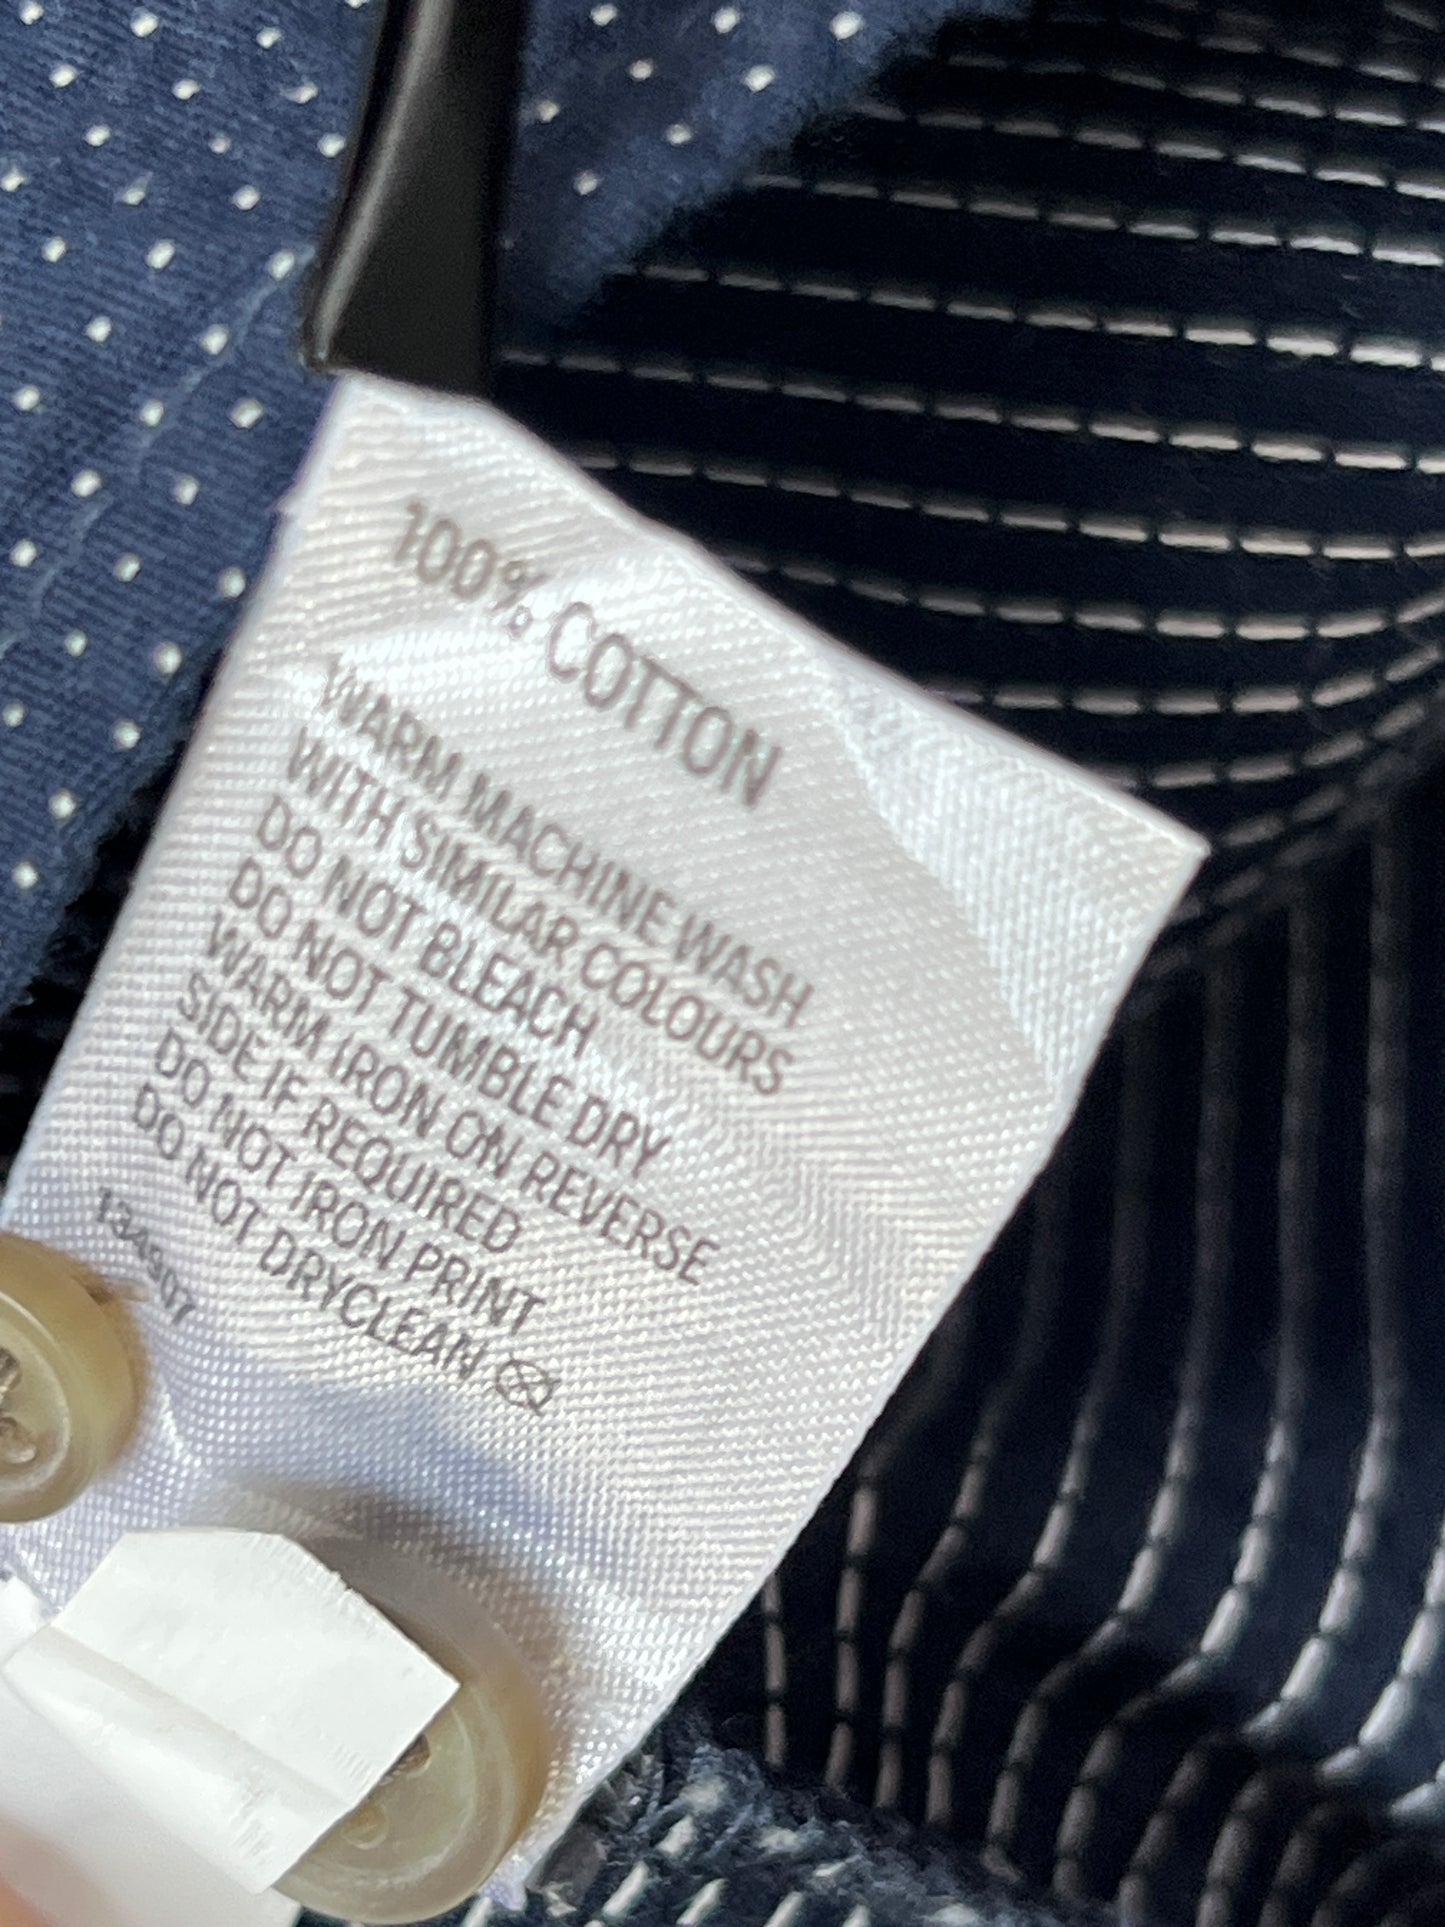 100% COTTON
WARM MACHINE WASH
WITH SIMILAR COLOURS
DO NOT BLEACH
DO NOT TUMBLE DRY
WARM IRON ON REVERSE
SIDE IF REQUIRED
DO NOT IRON PRINT
DO NOT DRYCLEAN
134907